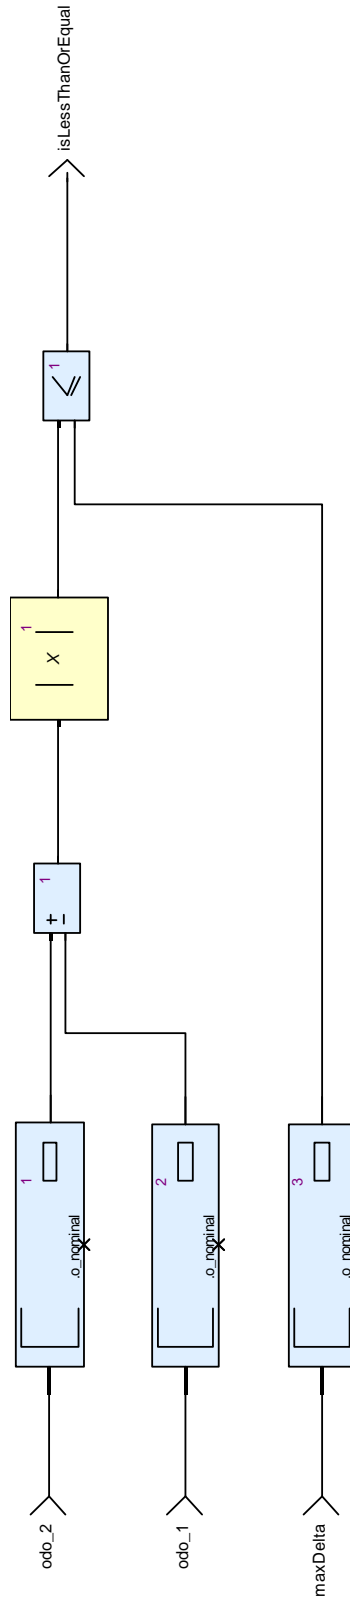 isLessThanOrEqual
1
≤
1
| x |
1
+
−
1
.o_nominal
2
.o_nominal
3
.o_nominal
odo_2
odo_1
maxDelta